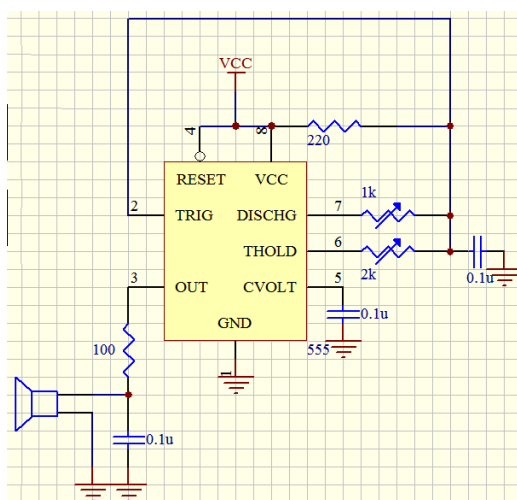 VCC
4
8
220
RESET
VCC
1k
2
TRIG
DISCHG
7
THOLD
6
2k
0.1u
3
OUT
CVOLT
5
0.1u
GND
100
555
1
0.1u